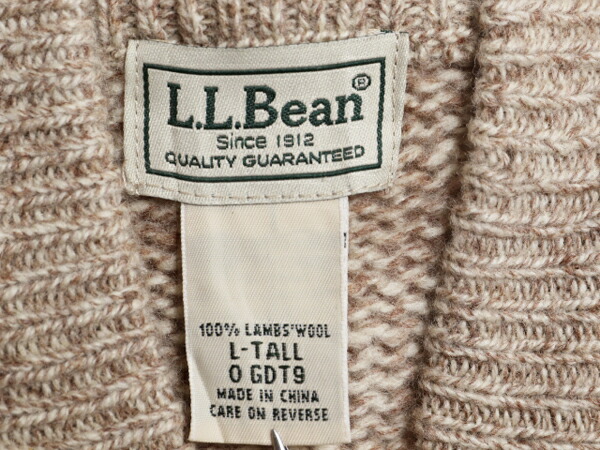 L.L.Bean®
Since 1912
QUALITY GUARANTEED
100% LAMBS'WOOL
L-TALL
0 GDT9
MADE IN CHINA
CARE ON REVERSE